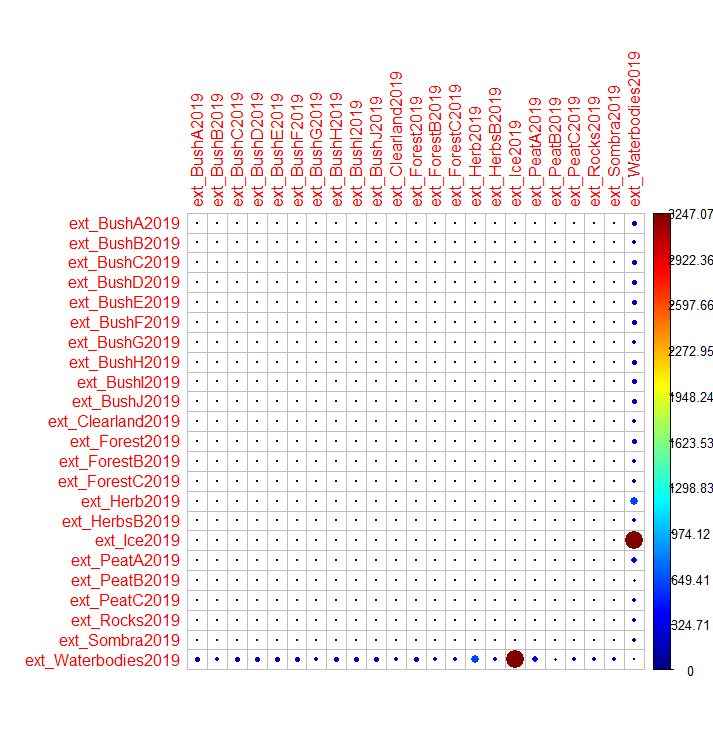 ext_BushA2019
ext_BushB2019
ext_BushC2019
ext_BushD2019
ext_BushE2019
ext_BushF2019
ext_BushG2019
ext_BushH2019
ext_BushI2019
ext_BushJ2019
ext_Clearland2019
ext_Forest2019
ext_ForestB2019
ext_ForestC2019
ext_Herb2019
ext_HerbsB2019
ext_Ice2019
ext_PeatA2019
ext_PeatB2019
ext_PeatC2019
ext_Rocks2019
ext_Sombra2019
ext_Waterbodies2019
ext_BushA2019
ext_BushB2019
ext_BushC2019
ext_BushD2019
ext_BushE2019
ext_BushF2019
ext_BushG2019
ext_BushH2019
ext_BushI2019
ext_BushJ2019
ext_Clearland2019
ext_Forest2019
ext_ForestB2019
ext_ForestC2019
ext_Herb2019
ext_HerbsB2019
ext_Ice2019
ext_PeatA2019
ext_PeatB2019
ext_PeatC2019
ext_Rocks2019
ext_Sombra2019
ext_Waterbodies2019
3247.07
2922.36
2597.66
2272.95
1948.24
1623.53
1298.83
974.12
649.41
324.71
0